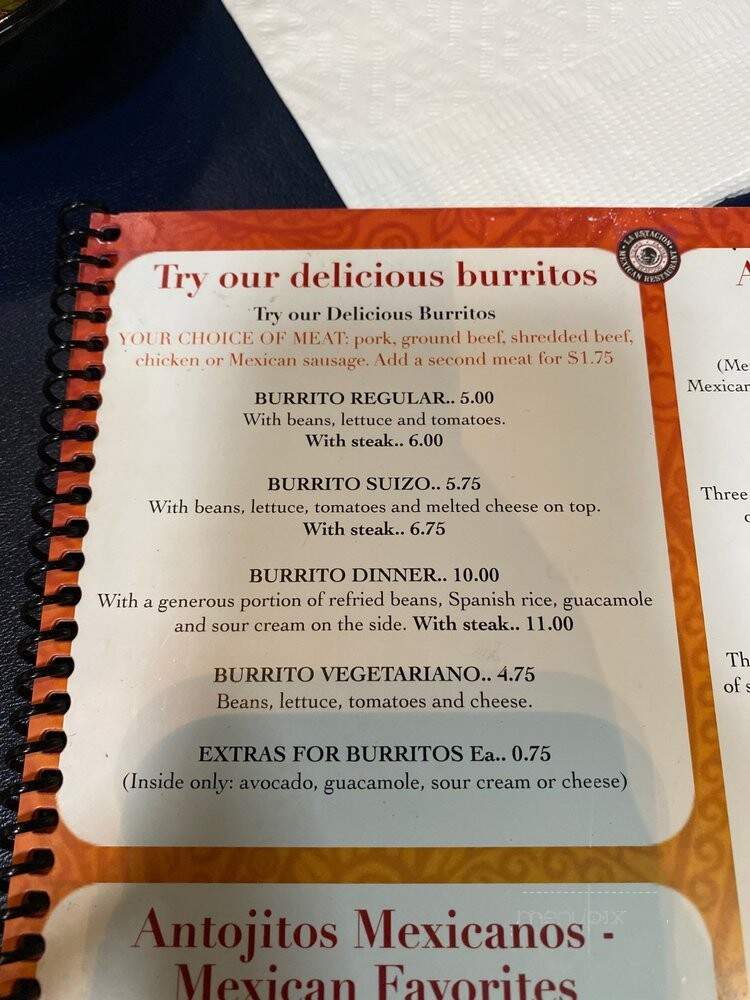 LA ESTACION
MEXICAN RESTAURANT
Try our delicious burritos
Try our Delicious Burritos
YOUR CHOICE OF MEAT: pork, ground beef, shredded beef,
chicken or Mexican sausage. Add a second meat for $1.75
BURRITO REGULAR.. 5.00
With beans, lettuce and tomatoes.
With steak.. 6.00
BURRITO SUIZO.. 5.75
With beans, lettuce, tomatoes and melted cheese on top.
With steak.. 6.75
BURRITO DINNER.. 10.00
With a generous portion of refried beans, Spanish rice, guacamole
and sour cream on the side. With steak.. 11.00
BURRITO VEGETARIANO.. 4.75
Beans, lettuce, tomatoes and cheese.
EXTRAS FOR BURRITOS Ea.. 0.75
(Inside only: avocado, guacamole, sour cream or cheese)
Antojitos Mexicanos -
Mexican Favorites
(Me
Mexican
Three
c
Th
of s
menupix